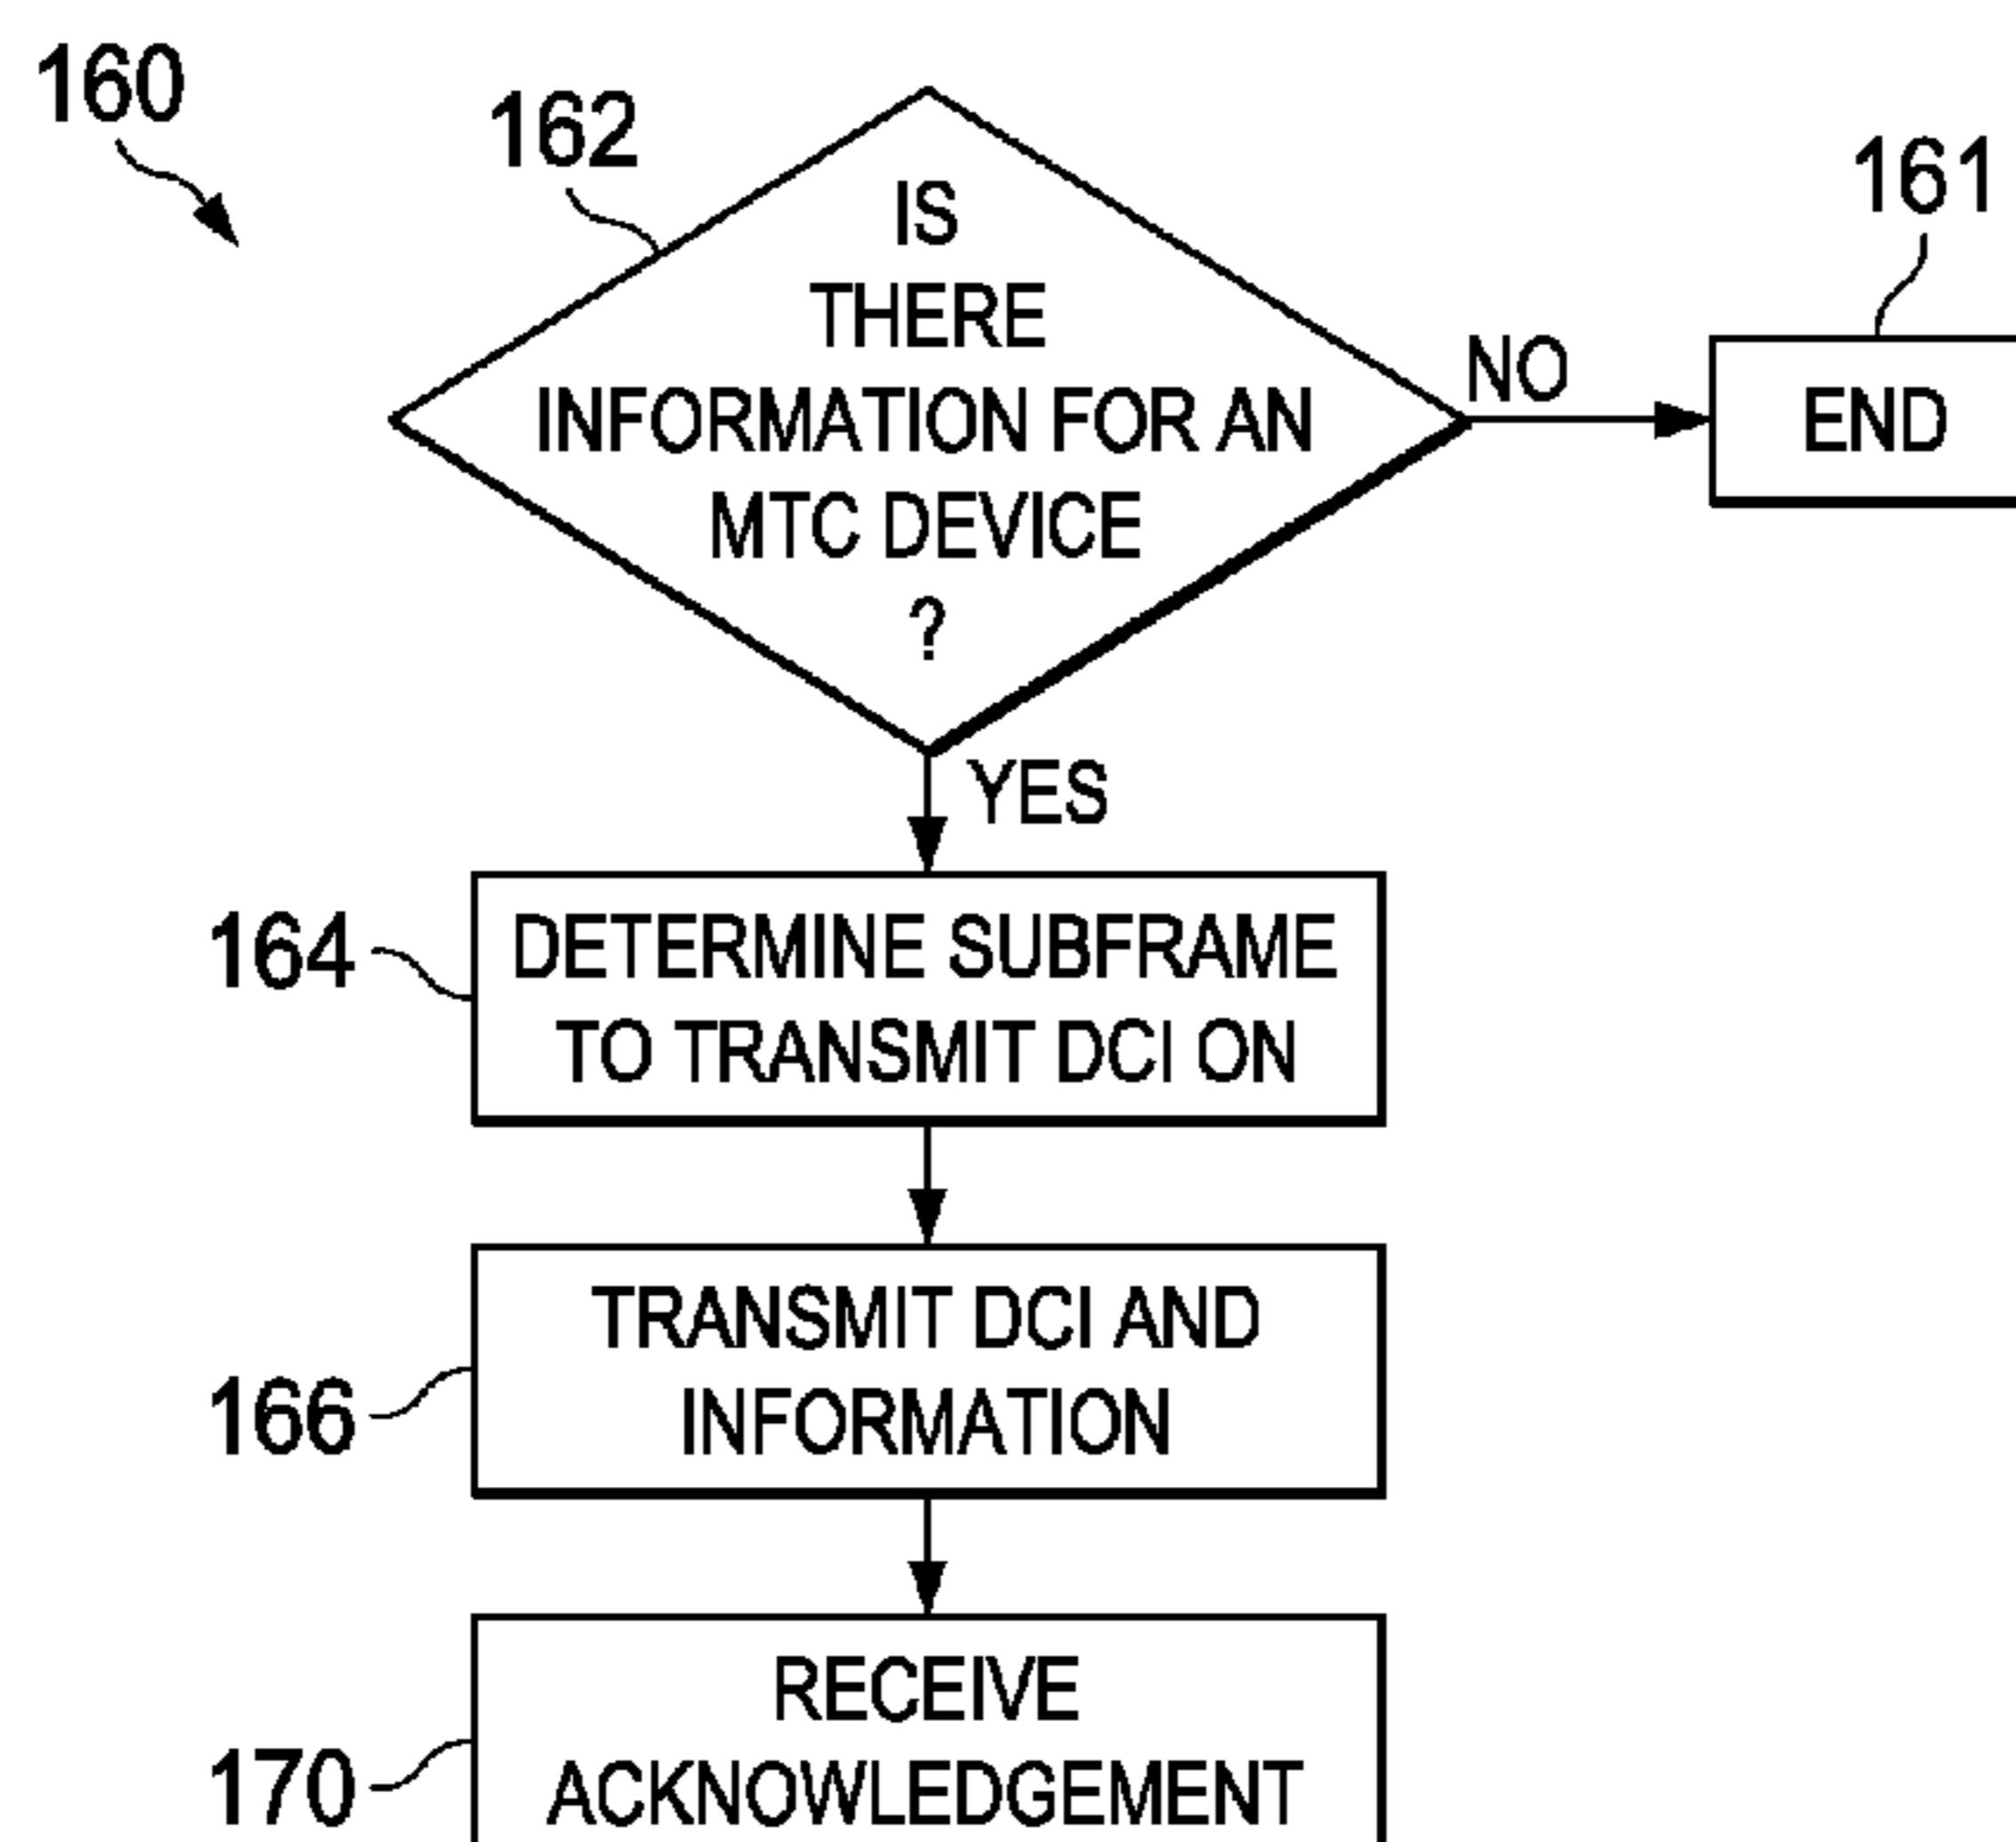 160
162
161
IS
THERE
INFORMATION FOR AN
MTC DEVICE
?
NO
END
YES
164
DETERMINE SUBFRAME
TO TRANSMIT DCI ON
166
TRANSMIT DCI AND
INFORMATION
170
RECEIVE
ACKNOWLEDGEMENT